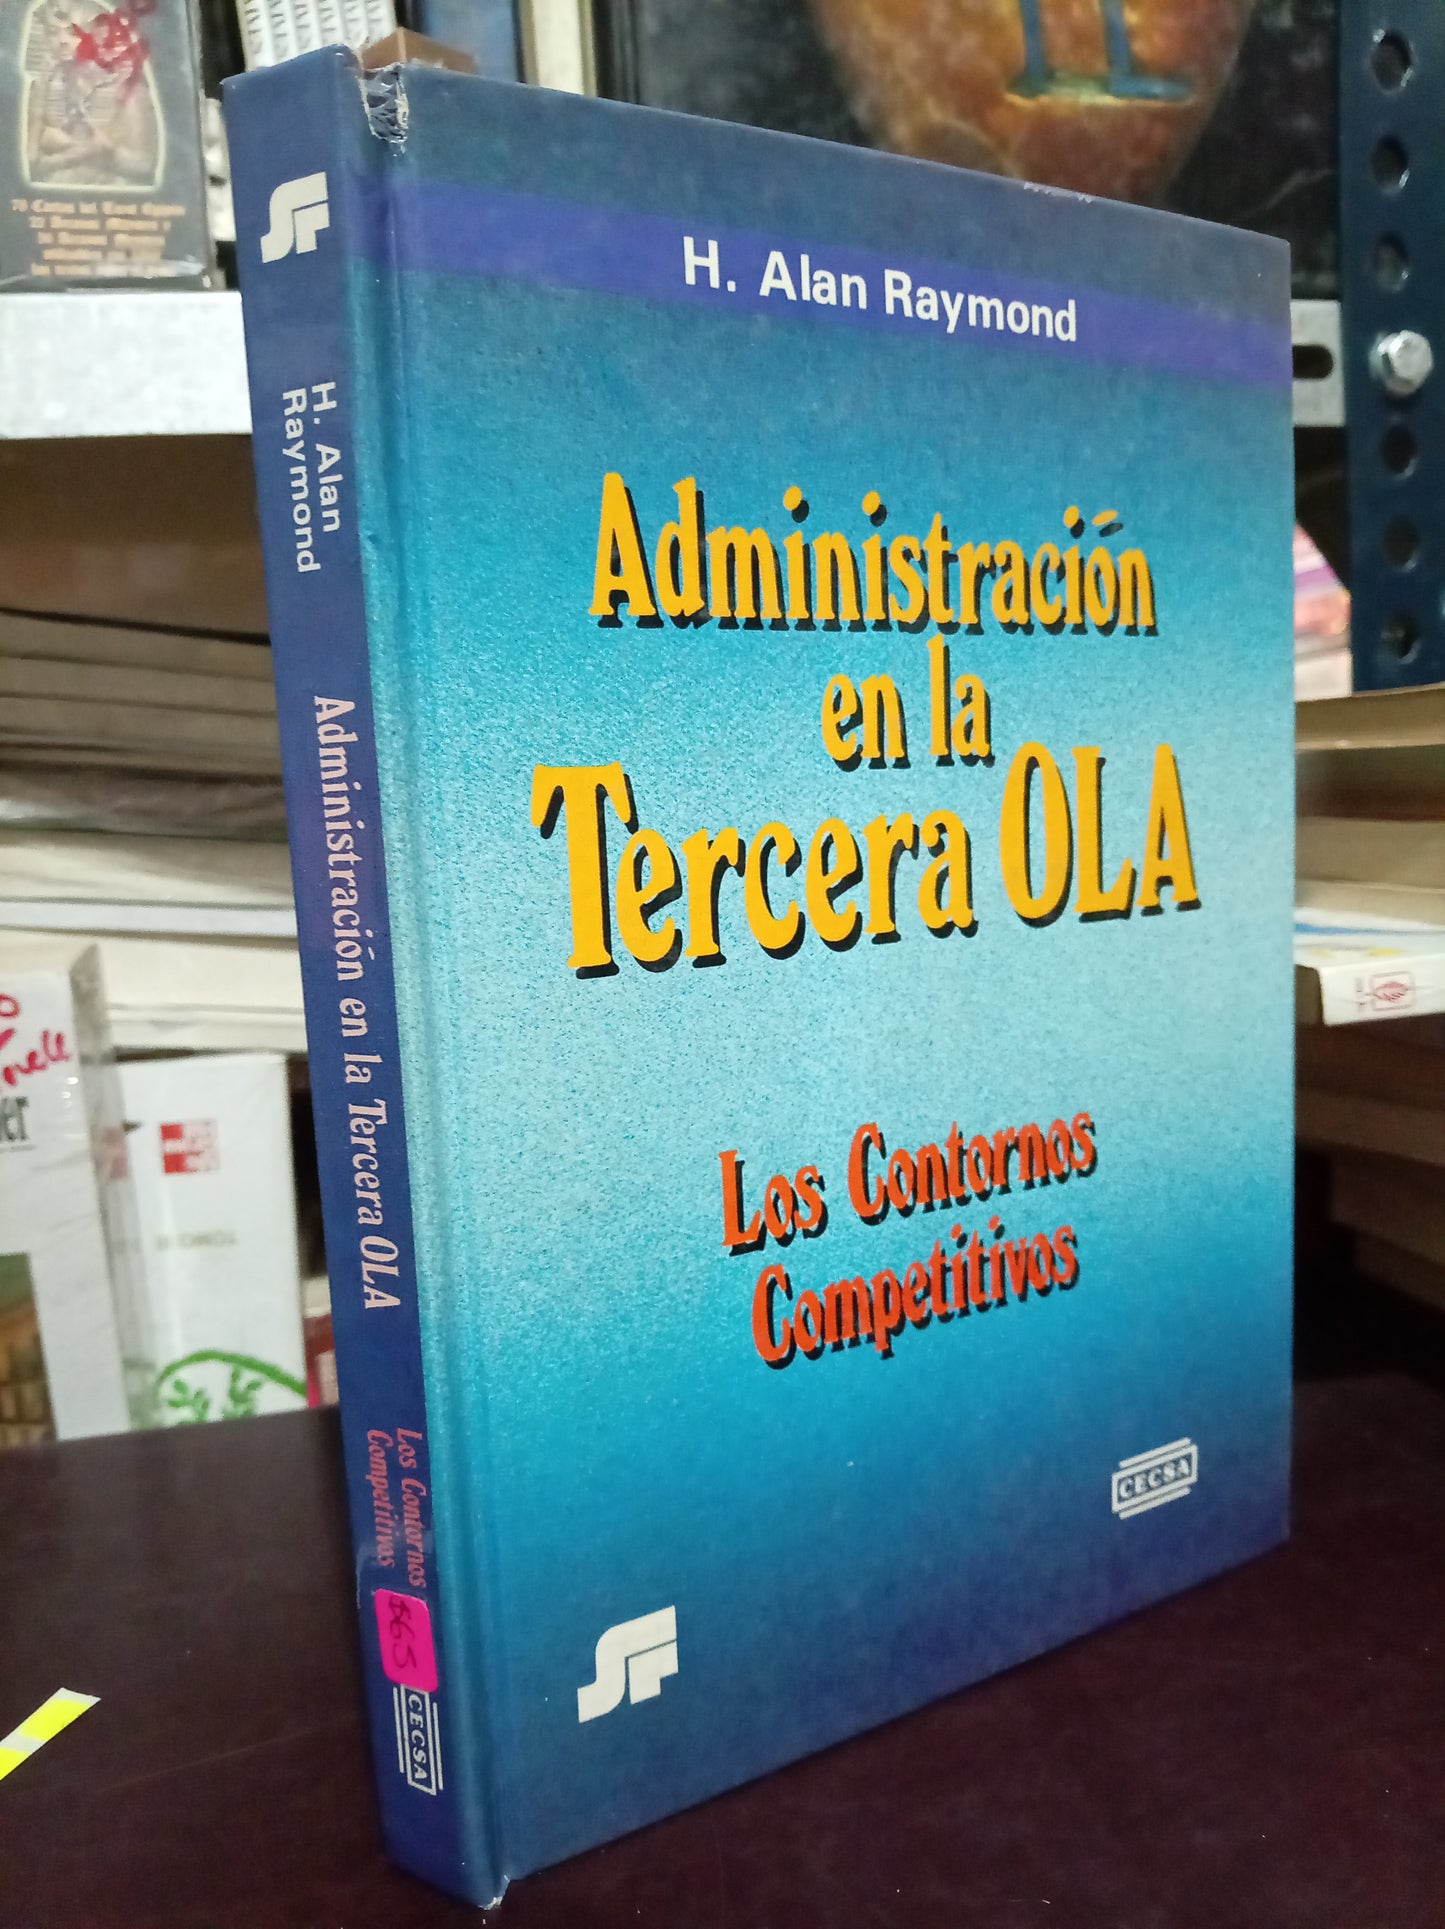 H. Alan Raymond
Administración
en la
Tercera OLA
Los Contornos
Competitivos
CECSA
H. Alan
Raymond
Administración en la Tercera OLA
Los Contornos
Competitivos
$65
CECSA